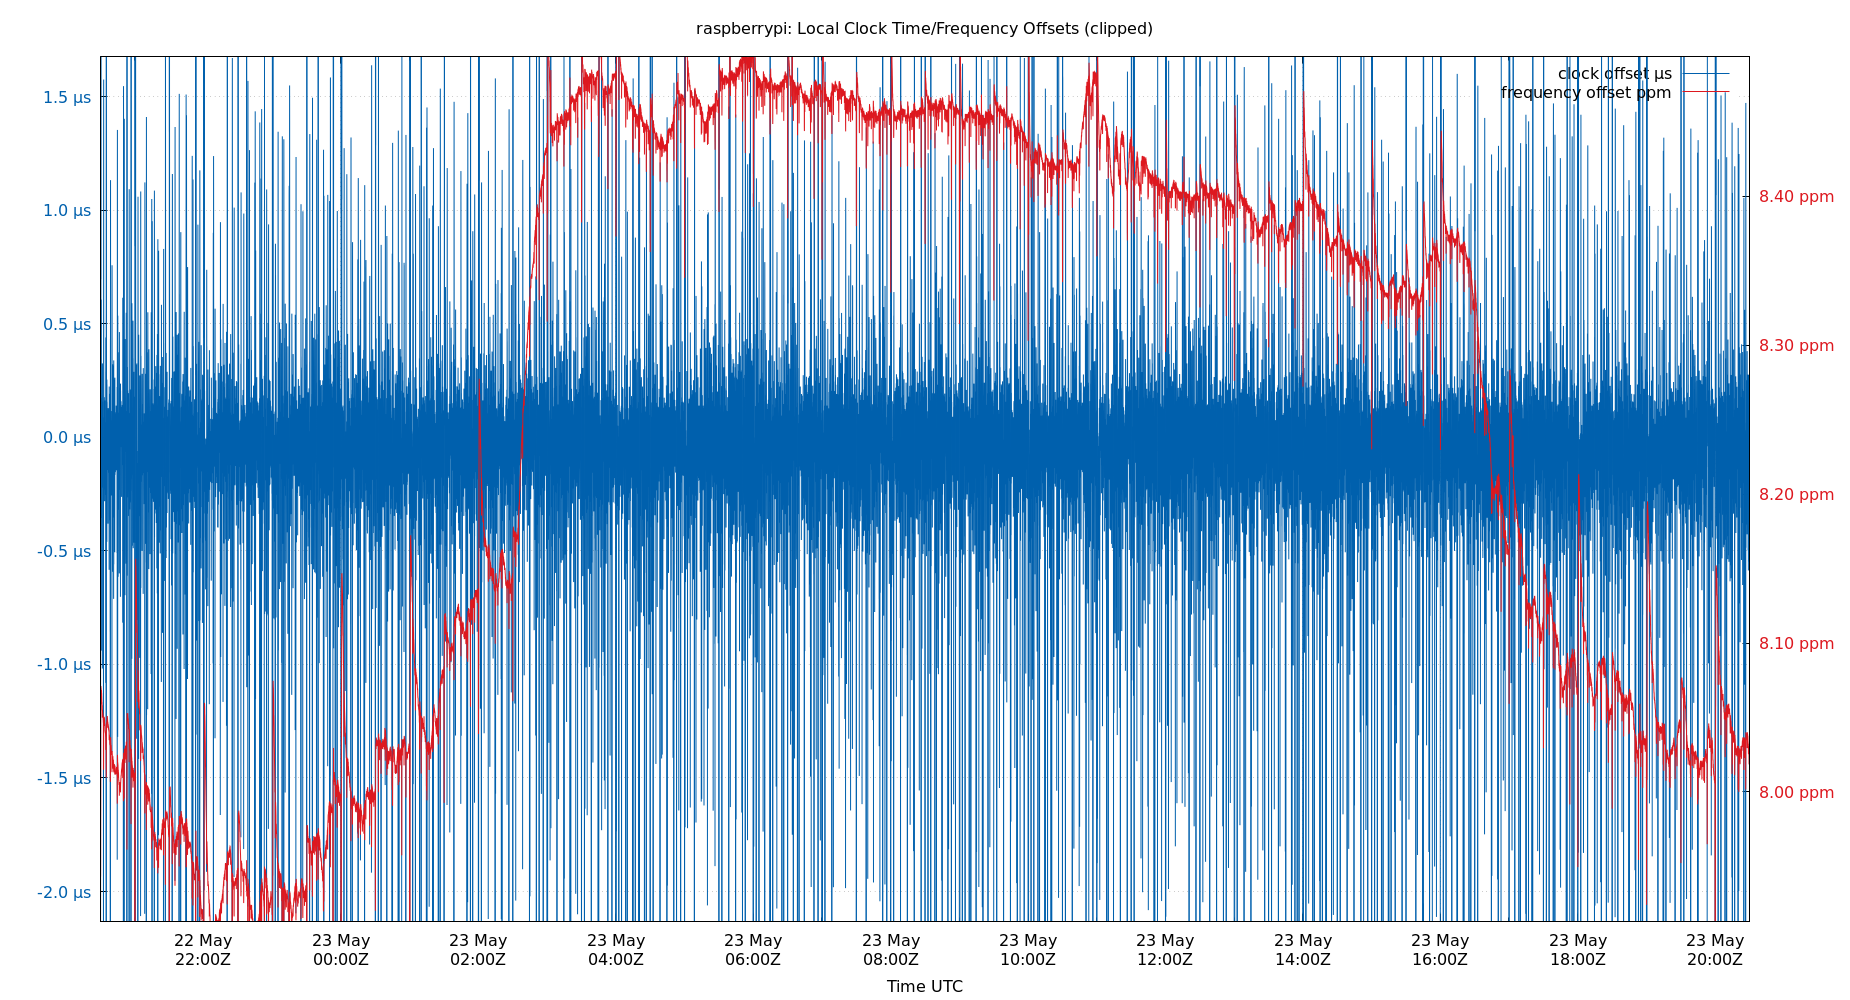 raspberrypi: Local Clock Time/Frequency Offsets (clipped)
clock offset µs
frequency offset ppm
1.5 µs
1.0 µs
0.5 µs
0.0 µs
-0.5 µs
-1.0 µs
-1.5 µs
-2.0 µs
8.40 ppm
8.30 ppm
8.20 ppm
8.10 ppm
8.00 ppm
22 May
22:00Z
23 May
00:00Z
23 May
02:00Z
23 May
04:00Z
23 May
06:00Z
23 May
08:00Z
23 May
10:00Z
23 May
12:00Z
23 May
14:00Z
23 May
16:00Z
23 May
18:00Z
23 May
20:00Z
Time UTC